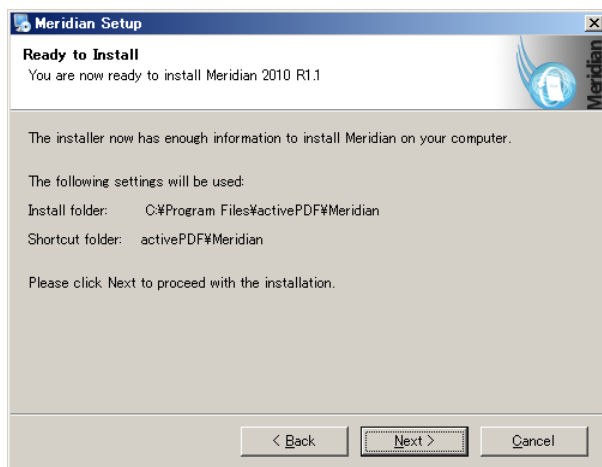 Meridian Setup
Ready to Install
You are now ready to install Meridian 2010 R1.1
Meridian
The installer now has enough information to install Meridian on your computer.
The following settings will be used:
Install folder: C:¥Program Files¥activePDF¥Meridian
Shortcut folder: activePDF¥Meridian
Please click Next to proceed with the installation.
< Back Next > Cancel